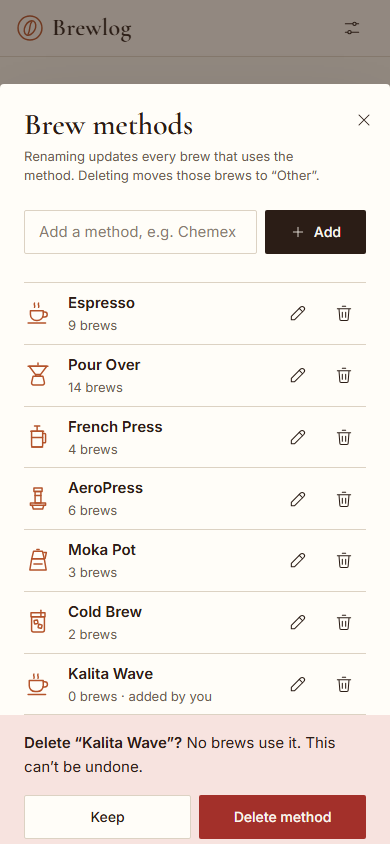 Brewlog
Brew methods
Renaming updates every brew that uses the
method. Deleting moves those brews to “Other”.
Add a method, e.g. Chemex
Add
Espresso
9 brews
Pour Over
14 brews
French Press
4 brews
AeroPress
6 brews
Moka Pot
3 brews
Cold Brew
2 brews
Kalita Wave
0 brews · added by you
Delete “Kalita Wave”? No brews use it. This
can’t be undone.
Keep
Delete method